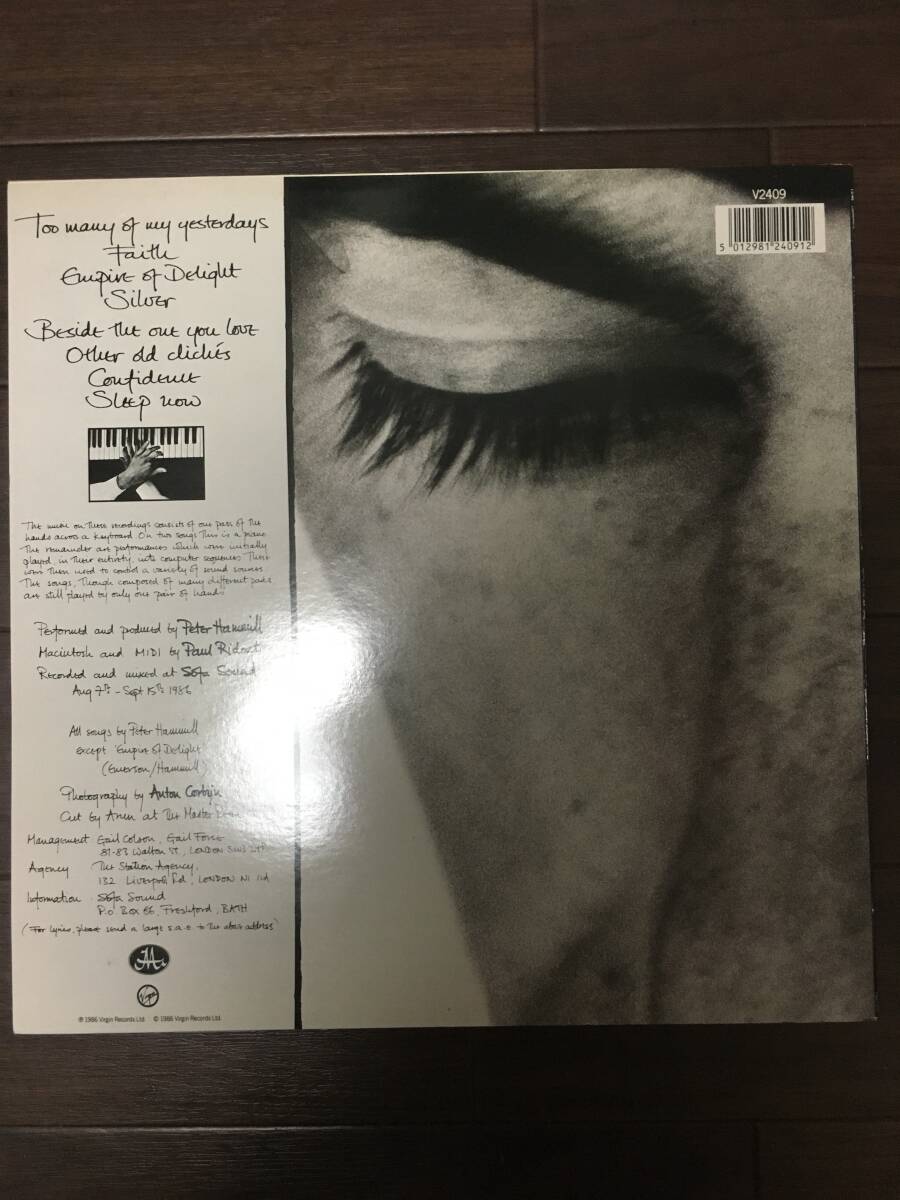 Too many of my yesterdays
Faith
Empire of Delight
Silver
Beside the one you love
Other old clichés
Confidence
Sleep now
The music on these recordings consists of one pair of the
hands across a keyboard. On two songs this is a piano
The remainder are performances which were initially
played, in their entirety, into computer sequences. These
were then used to control a variety of sound sources
The songs, though composed of many different parts
are still played by only one pair of hands.
Performed and produced by Peter Hammill
Macintosh and MIDI by Paul Ridout
Recorded and mixed at Sofa Sound
Aug 7th - Sept 15th 1986
All songs by Peter Hammill
except 'Empire of Delight
(Emerson/Hammill)
Photography by Anton Corbijn
Cut by Arun at The Master Room
Management Gail Colson, Gail Force
81-83 Walton St, LONDON SW3
Agency The Station Agency,
132 Liverpool Rd, LONDON N1
Information Sofa Sound
P.O Box 66, Freshford, BATH
(For lyrics, please send a large s.a.e. to the above address)
Virgin
℗ 1986 Virgin Records Ltd. © 1986 Virgin Records Ltd.
V2409
5 012981 240912